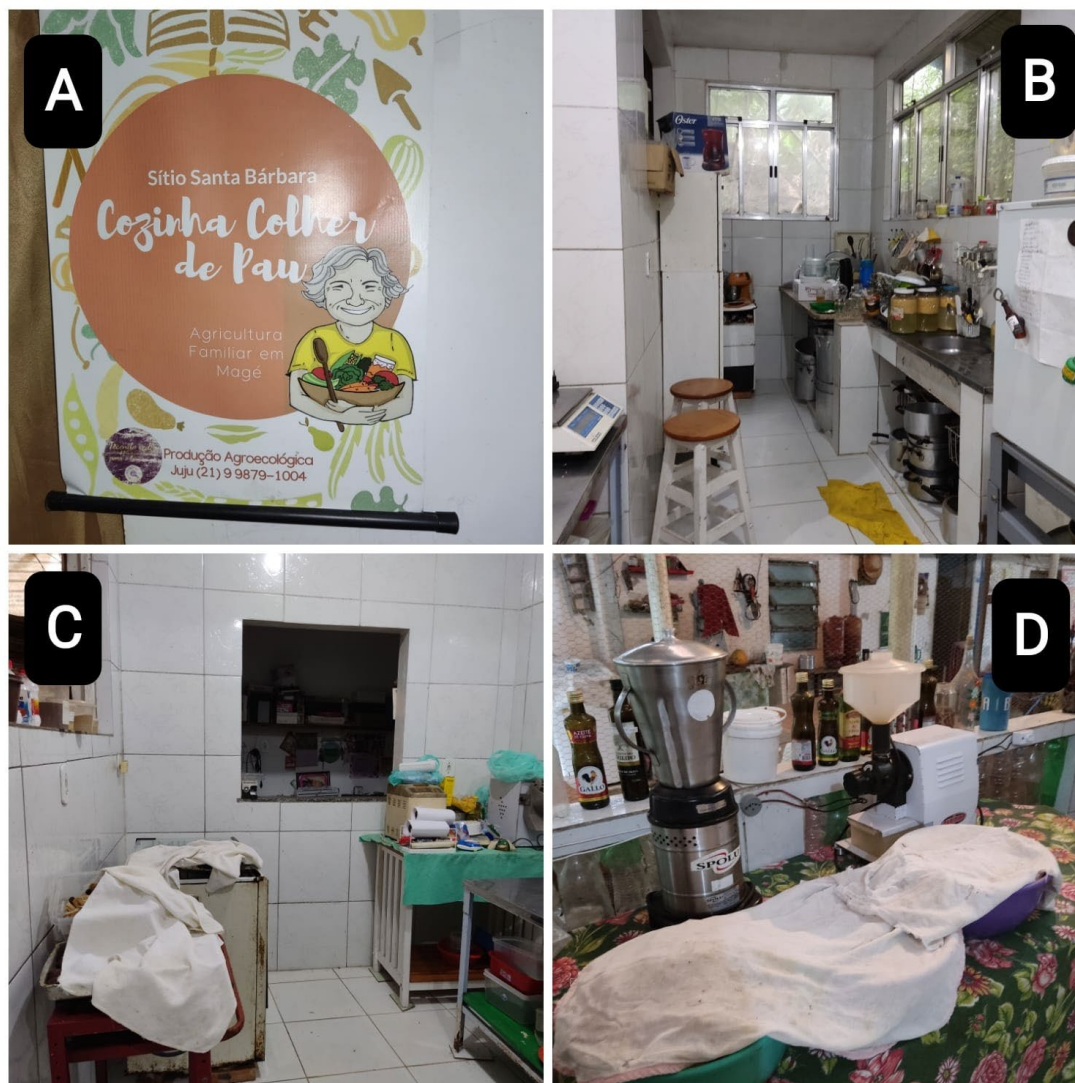 A
Sítio Santa Bárbara
Cozinha Colher
de Pau
Agricultura
Familiar em
Magé
Produção Agroecológica
Juju (21) 9 9879-1004
B
Oster
C
D
GALLO
GALLO
SPOLU